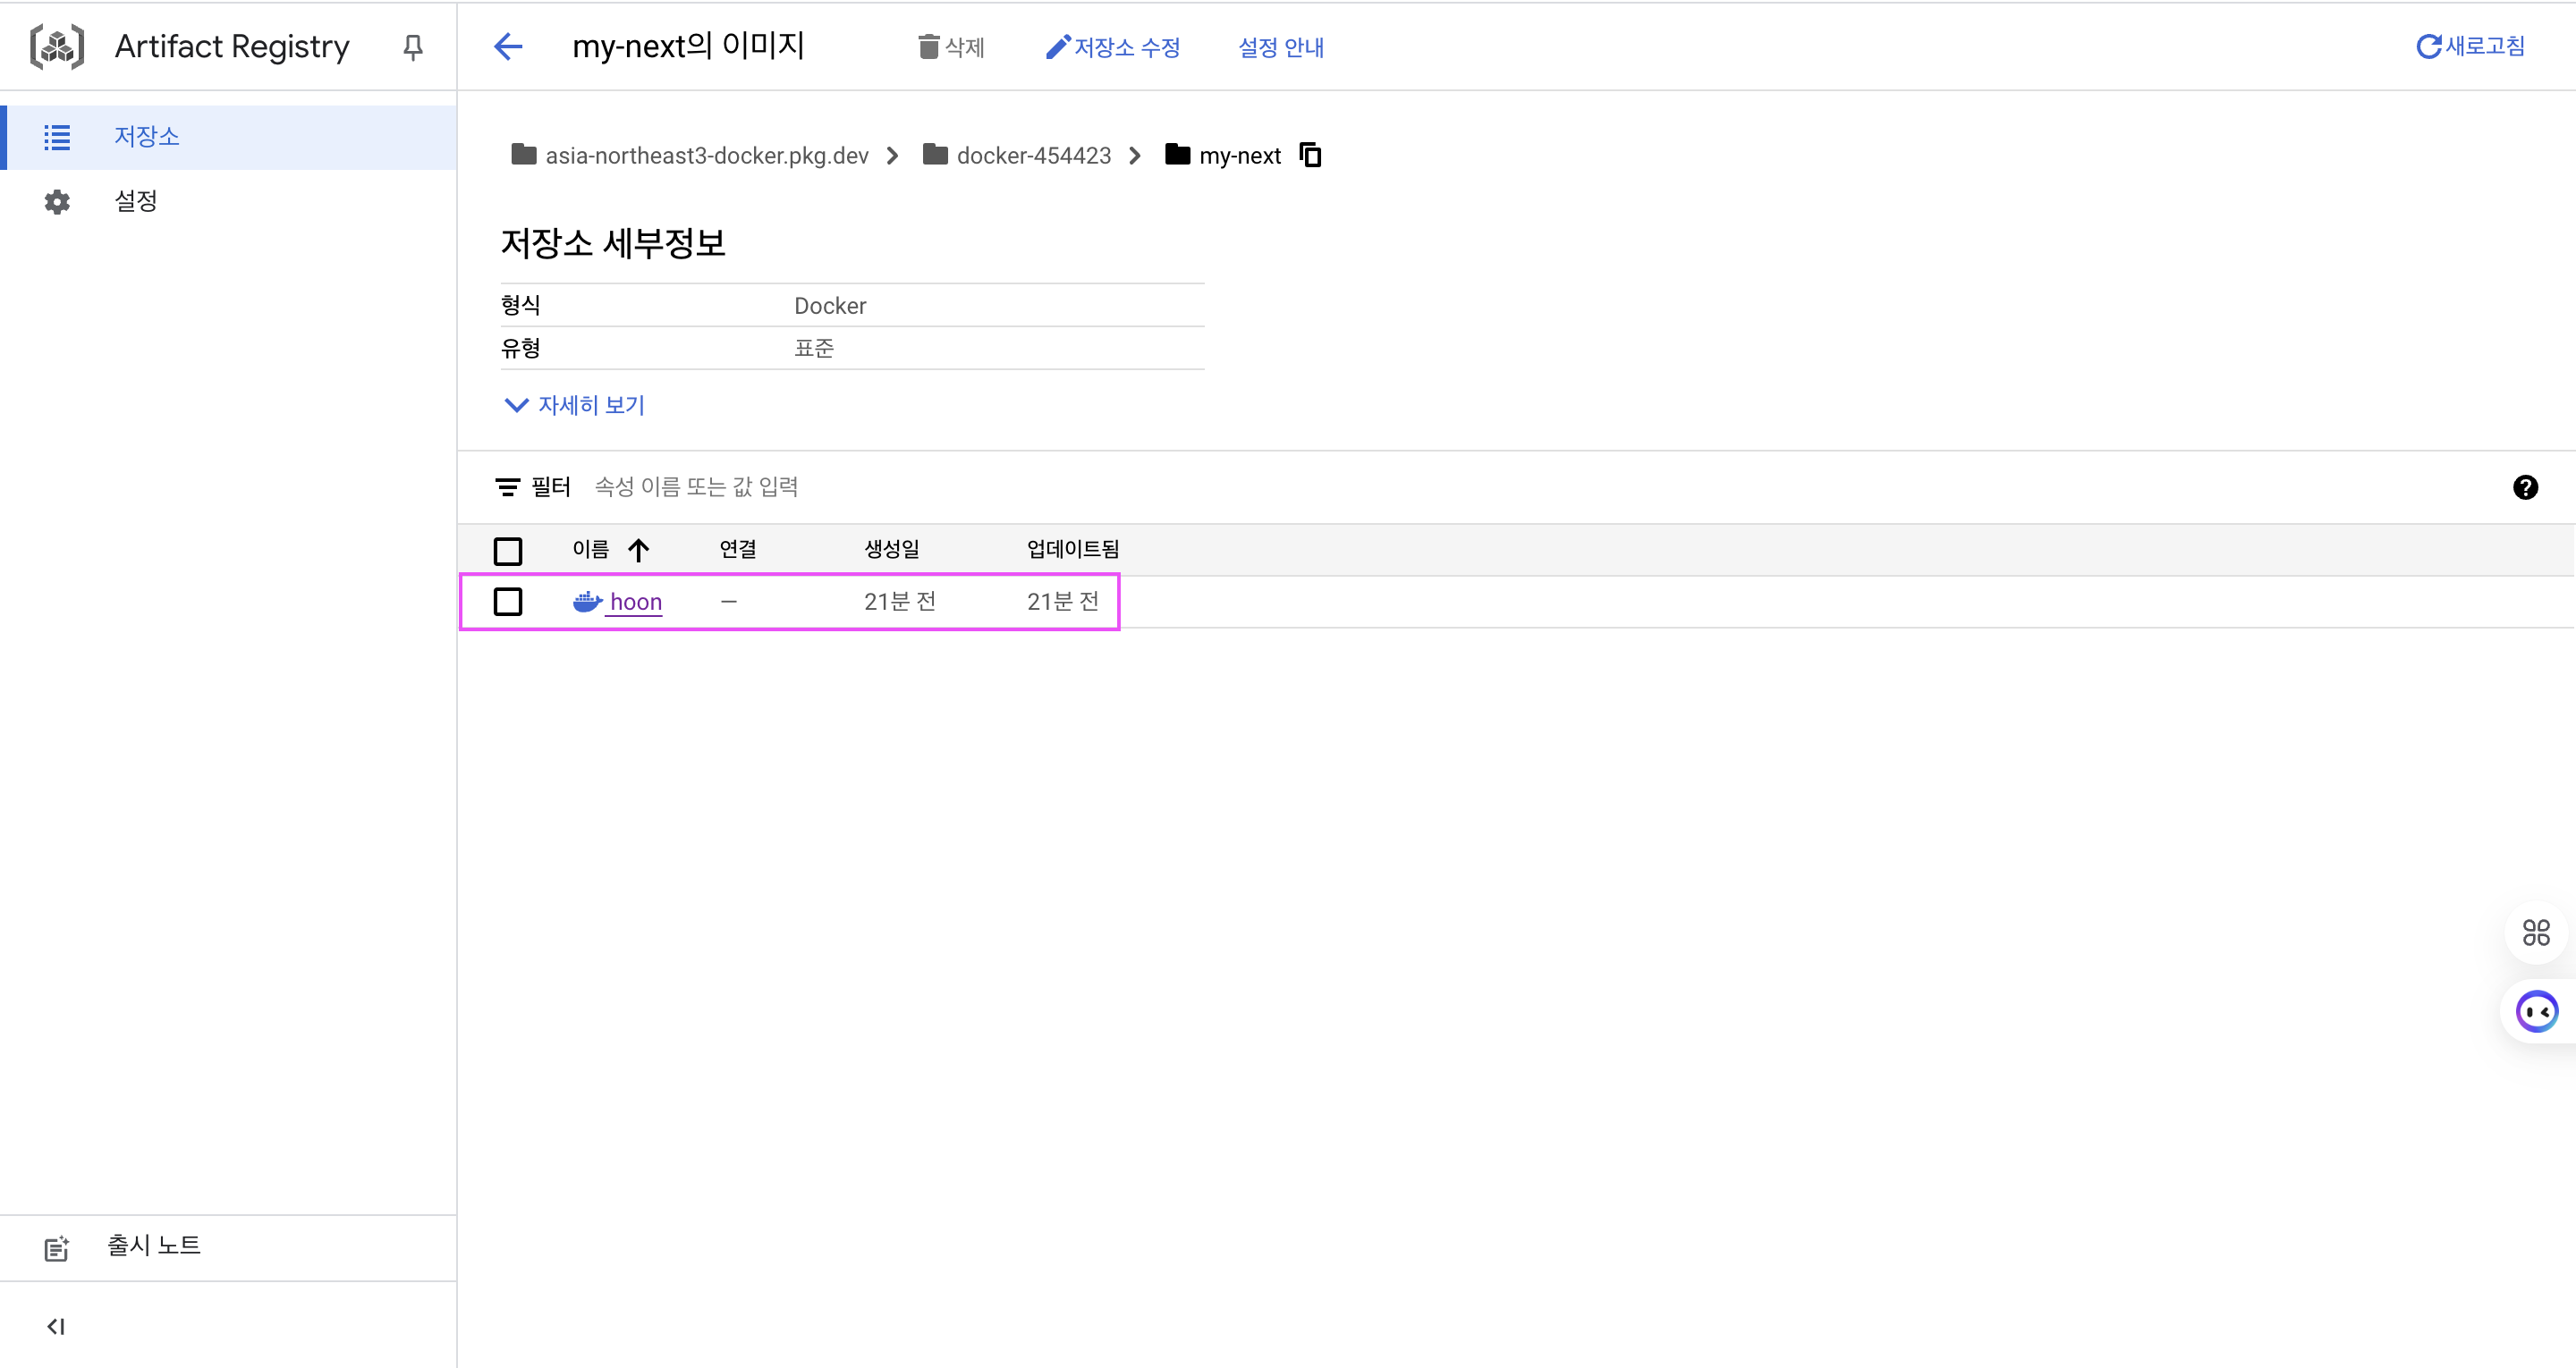 Artifact Registry
my-next의 이미지
삭제
저장소 수정
설정 안내
새로고침
저장소
설정
asia-northeast3-docker.pkg.dev
docker-454423
my-next
저장소 세부정보
형식 Docker
유형 표준
자세히 보기
필터 속성 이름 또는 값 입력
이름 연결 생성일 업데이트됨
hoon — 21분 전 21분 전
출시 노트